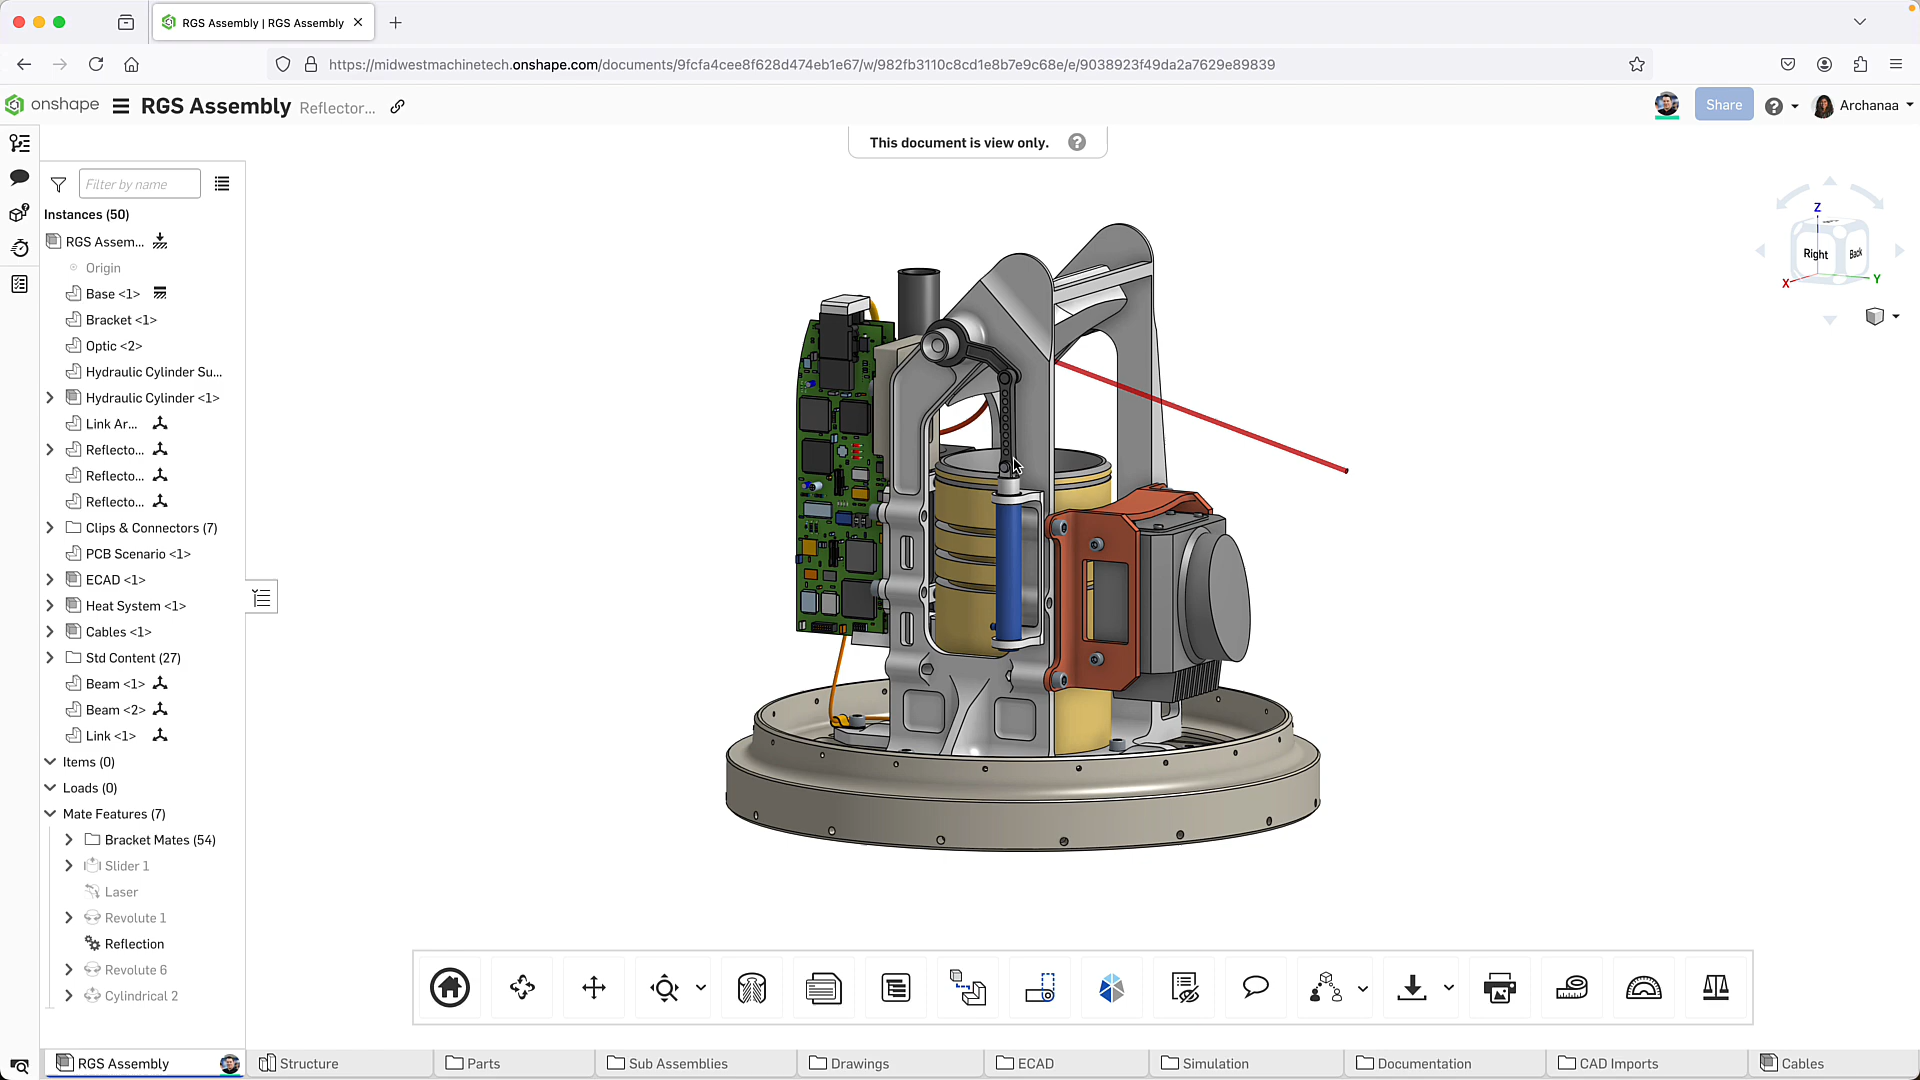 RGS Assembly | RGS Assembly
https://midwestmachinetech.onshape.com/documents/9fcfa4cee8f628d474eb1e67/w/982fb3110c8cd1e8b7e9c68e/e/9038923f49da2a7629e89839
onshape RGS Assembly Reflector... Share Archanaa
This document is view only.
Filter by name
Instances (50)
RGS Assem...
Origin
Base <1>
Bracket <1>
Optic <2>
Hydraulic Cylinder Su...
Hydraulic Cylinder <1>
Link Ar...
Reflecto...
Reflecto...
Reflecto...
Clips & Connectors (7)
PCB Scenario <1>
ECAD <1>
Heat System <1>
Cables <1>
Std Content (27)
Beam <1>
Beam <2>
Link <1>
Items (0)
Loads (0)
Mate Features (7)
Bracket Mates (54)
Slider 1
Laser
Revolute 1
Reflection
Revolute 6
Cylindrical 2
Z
Right Back
X Y
RGS Assembly Structure Parts Sub Assemblies Drawings ECAD Simulation Documentation CAD Imports Cables